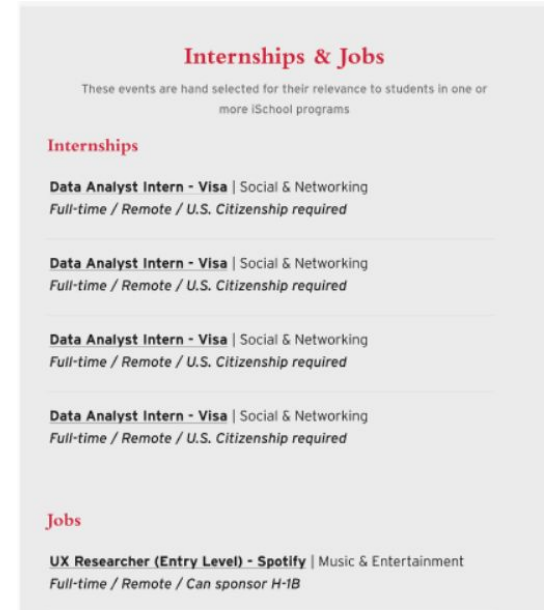 Internships & Jobs
These events are hand selected for their relevance to students in one or
more iSchool programs
Internships
Data Analyst Intern - Visa | Social & Networking
Full-time / Remote / U.S. Citizenship required
Data Analyst Intern - Visa | Social & Networking
Full-time / Remote / U.S. Citizenship required
Data Analyst Intern - Visa | Social & Networking
Full-time / Remote / U.S. Citizenship required
Data Analyst Intern - Visa | Social & Networking
Full-time / Remote / U.S. Citizenship required
Jobs
UX Researcher (Entry Level) - Spotify | Music & Entertainment
Full-time / Remote / Can sponsor H-1B